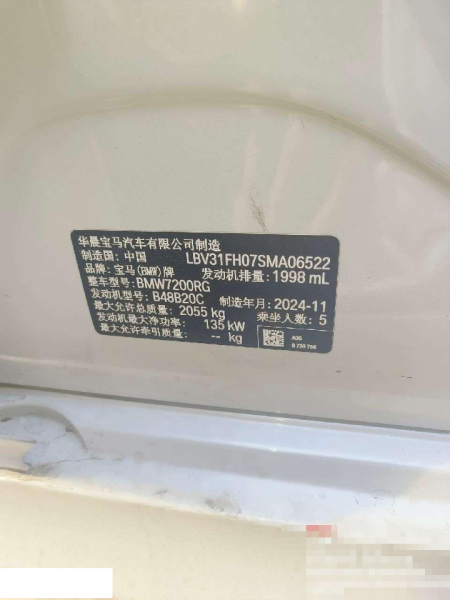 华晨宝马汽车有限公司制造
制造国：中国 LBV31FH07SMA06522
品牌：宝马(BMW)牌 发动机排量：1998 mL
整车型号：BMW7200RG
发动机型号：B48B20C 制造年月：2024-11
最大允许总质量：2055 kg 乘坐人数：5
发动机最大净功率：135 kW
最大允许牵引质量：-- kg
A36